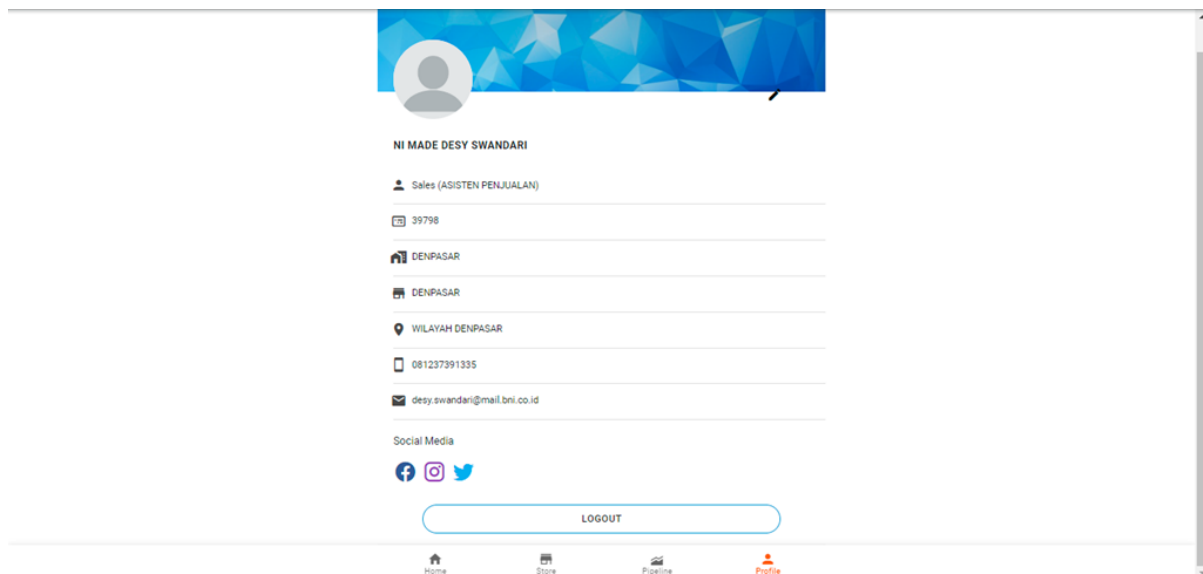 NI MADE DESY SWANDARI
Sales (ASISTEN PENJUALAN)
39798
DENPASAR
DENPASAR
WILAYAH DENPASAR
081237391335
desy.swandari@mail.bni.co.id
Social Media
LOGOUT
Home Store Pipeline Profile